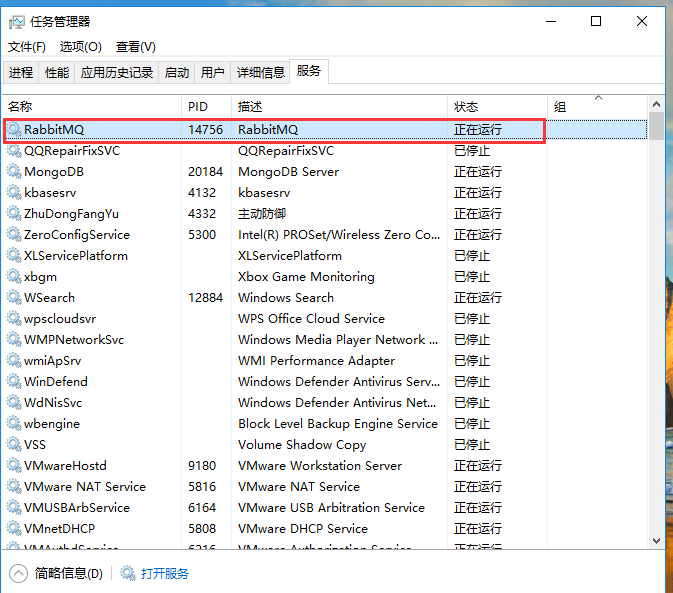 任务管理器
文件(F) 选项(O) 查看(V)
进程 性能 应用历史记录 启动 用户 详细信息 服务
名称 PID 描述 状态 组
RabbitMQ 14756 RabbitMQ 正在运行
QQRepairFixSVC QQRepairFixSVC 已停止
MongoDB 20184 MongoDB Server 正在运行
kbasesrv 4132 kbasesrv 正在运行
ZhuDongFangYu 4332 主动防御 正在运行
ZeroConfigService 5300 Intel(R) PROSet/Wireless Zero Co... 正在运行
XLServicePlatform XLServicePlatform 已停止
xbgm Xbox Game Monitoring 已停止
WSearch 12884 Windows Search 正在运行
wpscloudsvr WPS Office Cloud Service 已停止
WMPNetworkSvc Windows Media Player Network ... 已停止
wmiApSrv WMI Performance Adapter 已停止
WinDefend Windows Defender Antivirus Serv... 已停止
WdNisSvc Windows Defender Antivirus Net... 已停止
wbengine Block Level Backup Engine Service 已停止
VSS Volume Shadow Copy 已停止
VMwareHostd 9180 VMware Workstation Server 正在运行
VMware NAT Service 5816 VMware NAT Service 正在运行
VMUSBArbService 6164 VMware USB Arbitration Service 正在运行
VMnetDHCP 5808 VMware DHCP Service 正在运行
VMAuthdService 6216 VMware Authorization Service 正在运行
简略信息(D) 打开服务